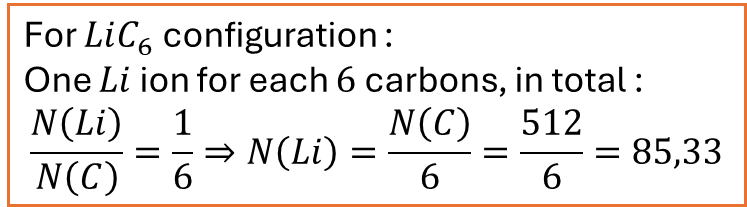 For LiC₆ configuration :
One Li ion for each 6 carbons, in total :
N(Li)/N(C) = 1/6 ⇒ N(Li) = N(C)/6 = 512/6 = 85,33